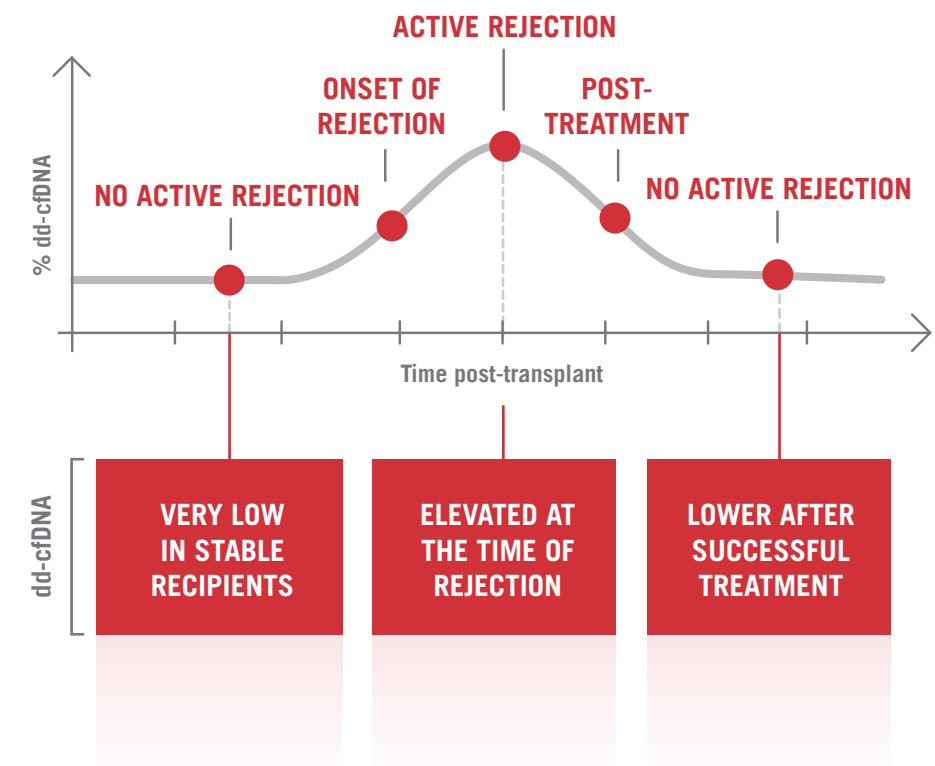 ACTIVE REJECTION
ONSET OF
REJECTION
POST-
TREATMENT
NO ACTIVE REJECTION
NO ACTIVE REJECTION
% dd-cfDNA
Time post-transplant
dd-cfDNA
VERY LOW
IN STABLE
RECIPIENTS
ELEVATED AT
THE TIME OF
REJECTION
LOWER AFTER
SUCCESSFUL
TREATMENT